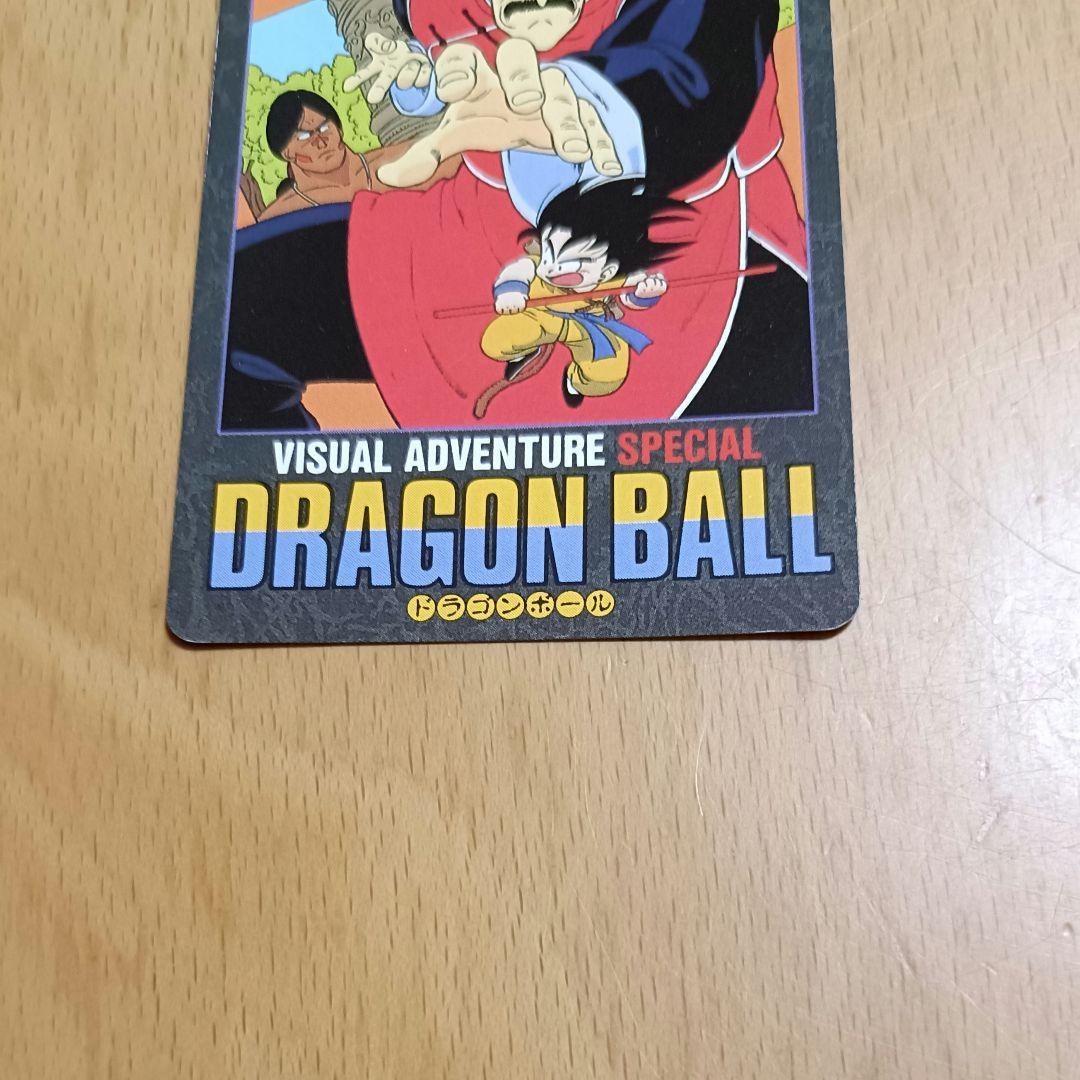 VISUAL ADVENTURE SPECIAL
DRAGON BALL
ドラゴンボール